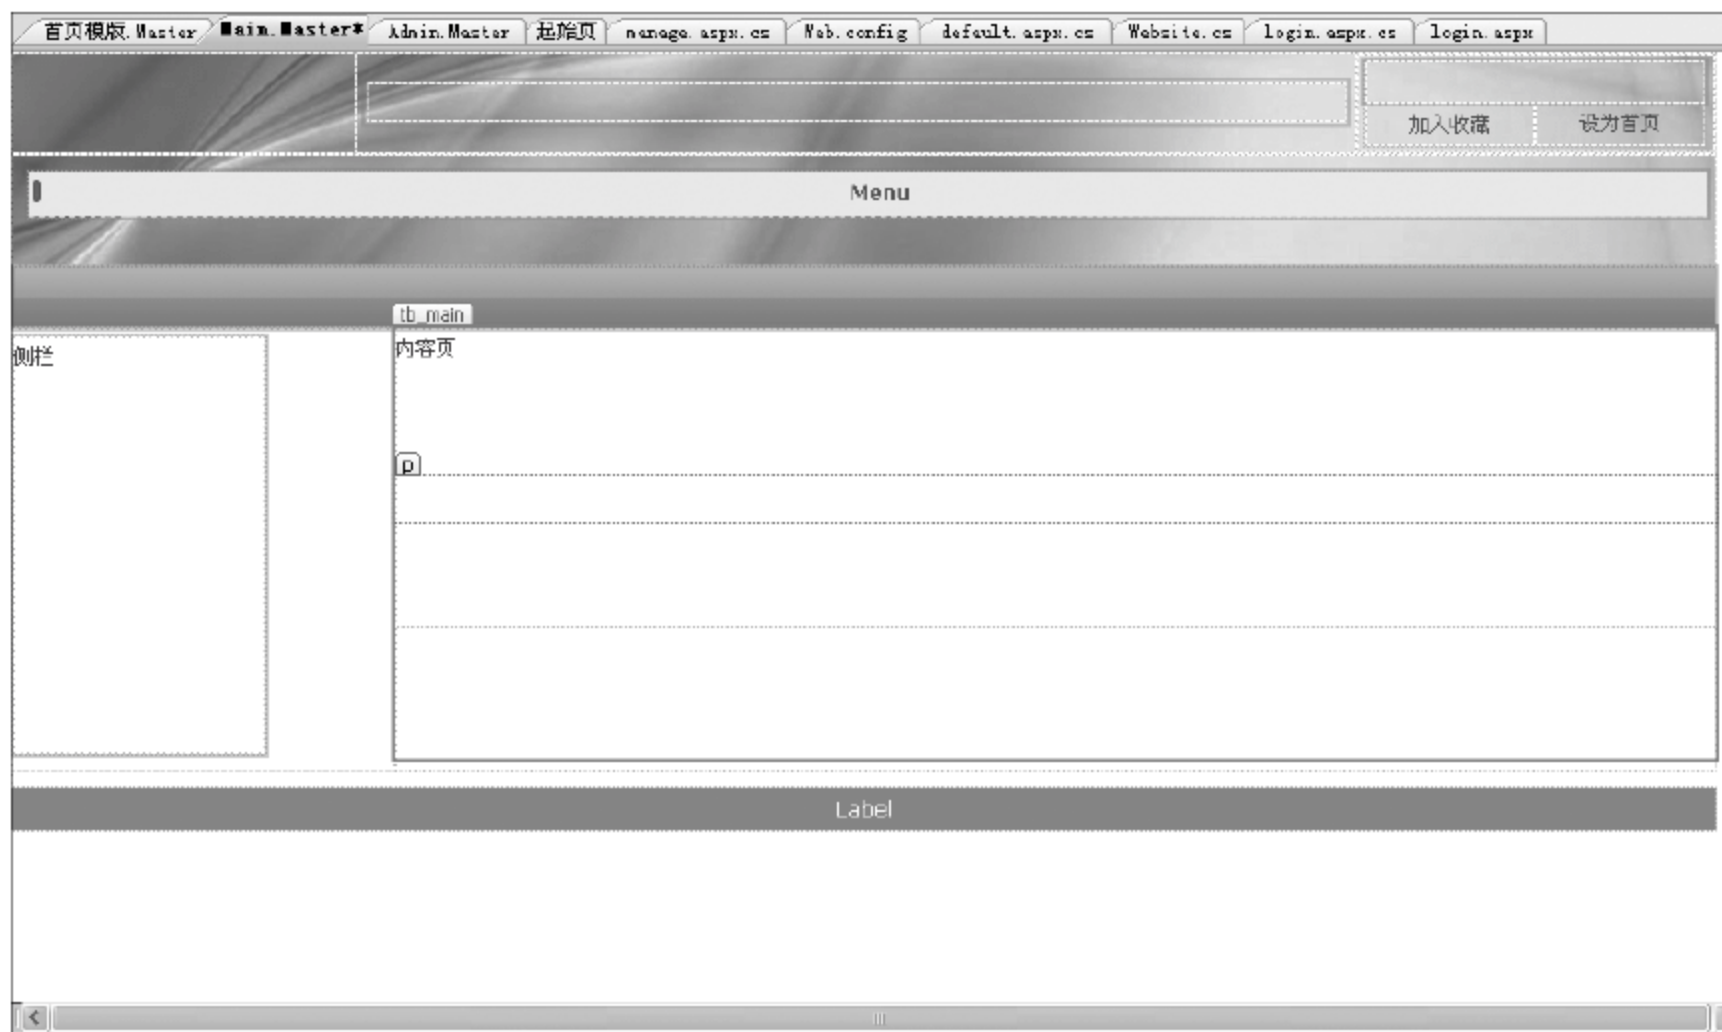 首页模版.Master Main.Master* Admin.Master 起始页 manage.aspx.cs Web.config default.aspx.cs Website.cs login.aspx.cs login.aspx
加入收藏 设为首页
Menu
tb_main
侧栏
内容页
p
Label